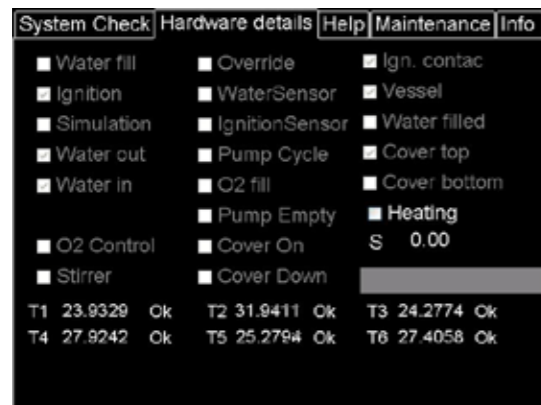 System Check Hardware details Help Maintenance Info
Water fill Override Ign. contac
Ignition WaterSensor Vessel
Simulation IgnitionSensor Water filled
Water out Pump Cycle Cover top
Water in O2 fill Cover bottom
Pump Empty Heating
O2 Control Cover On S 0.00
Stirrer Cover Down
T1 23.9329 Ok T2 31.9411 Ok T3 24.2774 Ok
T4 27.9242 Ok T5 25.2794 Ok T6 27.4058 Ok